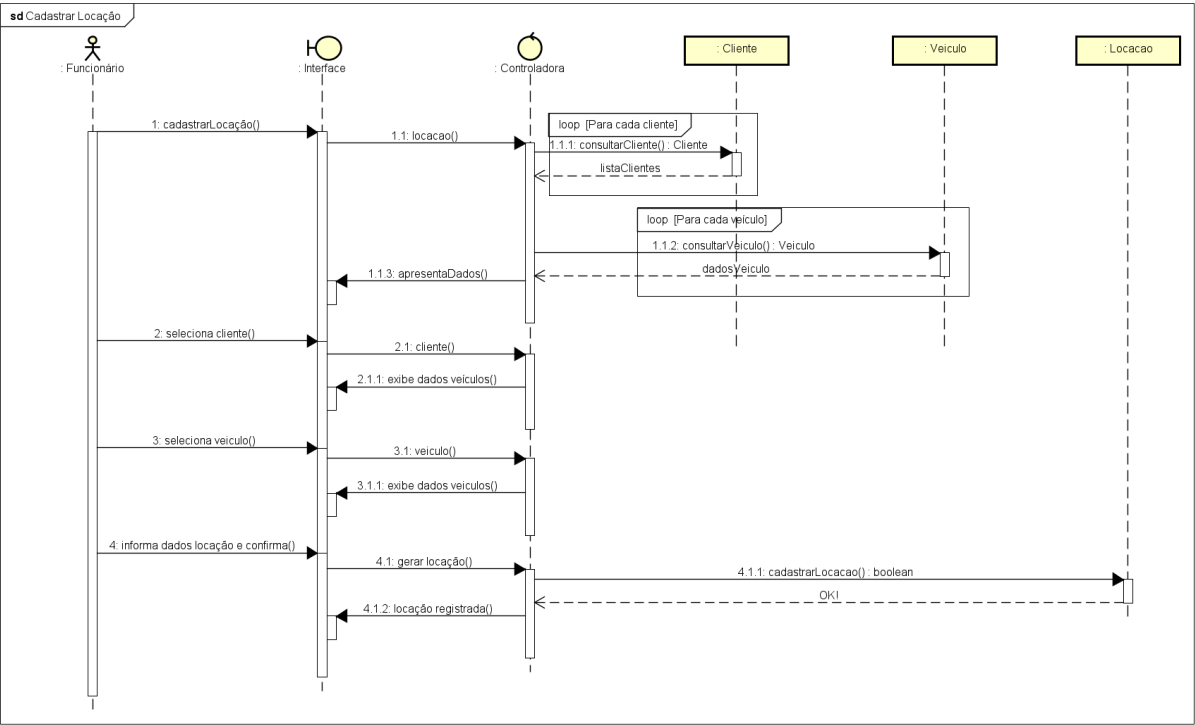 sd Cadastrar Locação
: Funcionário
: Interface
: Controladora
: Cliente
: Veiculo
: Locacao
1: cadastrarLocação()
1.1: locacao()
loop [Para cada cliente]
1.1.1: consultarCliente() : Cliente
listaClientes
loop [Para cada veículo]
1.1.2: consultarVeiculo() : Veiculo
dadosVeiculo
1.1.3: apresentaDados()
2: seleciona cliente()
2.1: cliente()
2.1.1: exibe dados veículos()
3: seleciona veiculo()
3.1: veiculo()
3.1.1: exibe dados veiculos()
4: informa dados locação e confirma()
4.1: gerar locação()
4.1.1: cadastrarLocacao() : boolean
OK!
4.1.2: locação registrada()